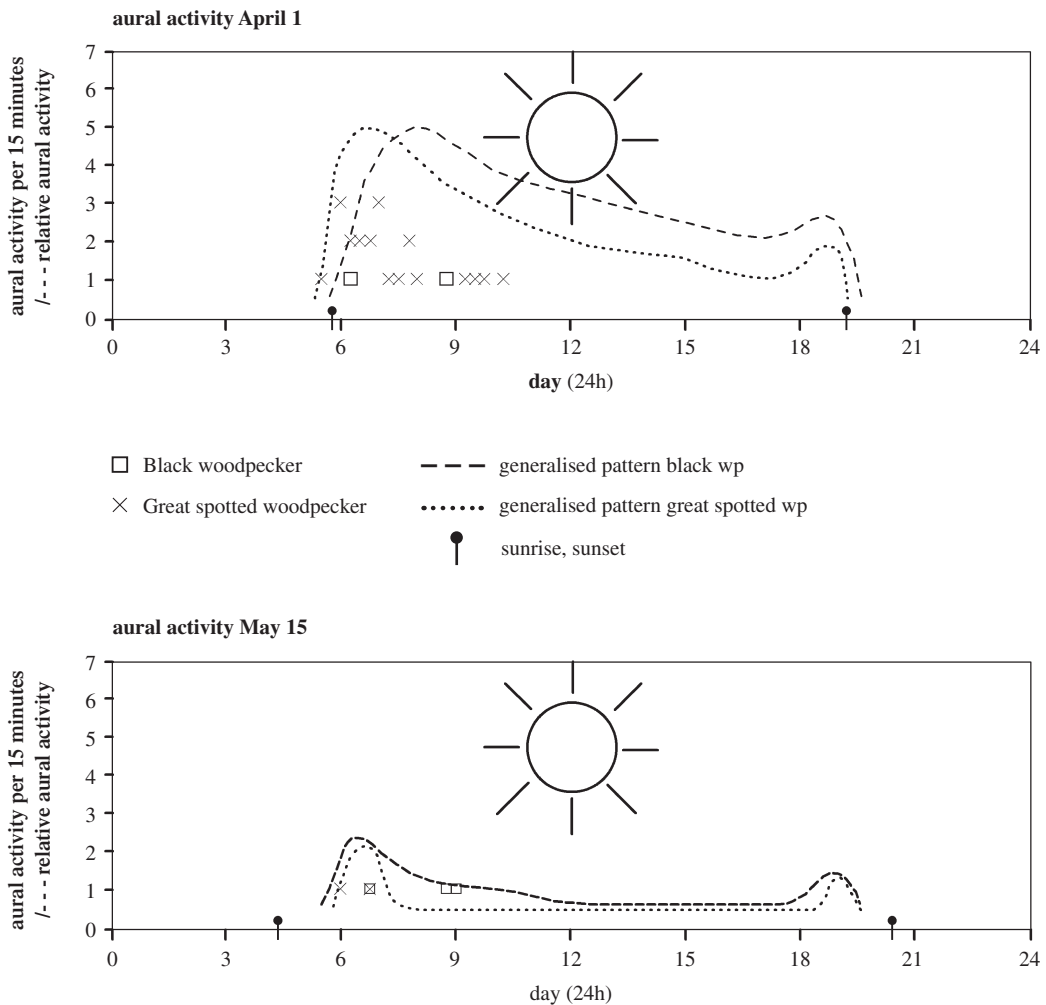 aural activity April 1
aural activity per 15 minutes
/- - - relative aural activity
7
6
5
4
3
2
1
0
0 3 6 9 12 15 18 21 24
day (24h)
Black woodpecker
generalised pattern black wp
Great spotted woodpecker
generalised pattern great spotted wp
sunrise, sunset
aural activity May 15
aural activity per 15 minutes
/- - - relative aural activity
7
6
5
4
3
2
1
0
0 3 6 9 12 15 18 21 24
day (24h)